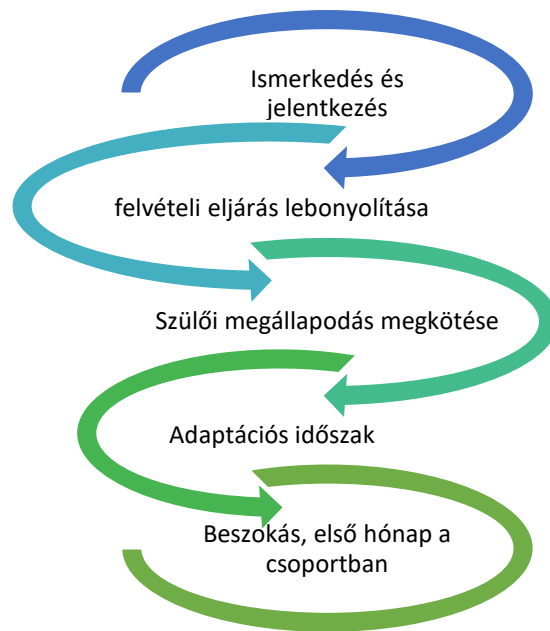 Ismerkedés és
jelentkezés
felvételi eljárás lebonyolítása
Szülői megállapodás megkötése
Adaptációs időszak
Beszokás, első hónap a
csoportban